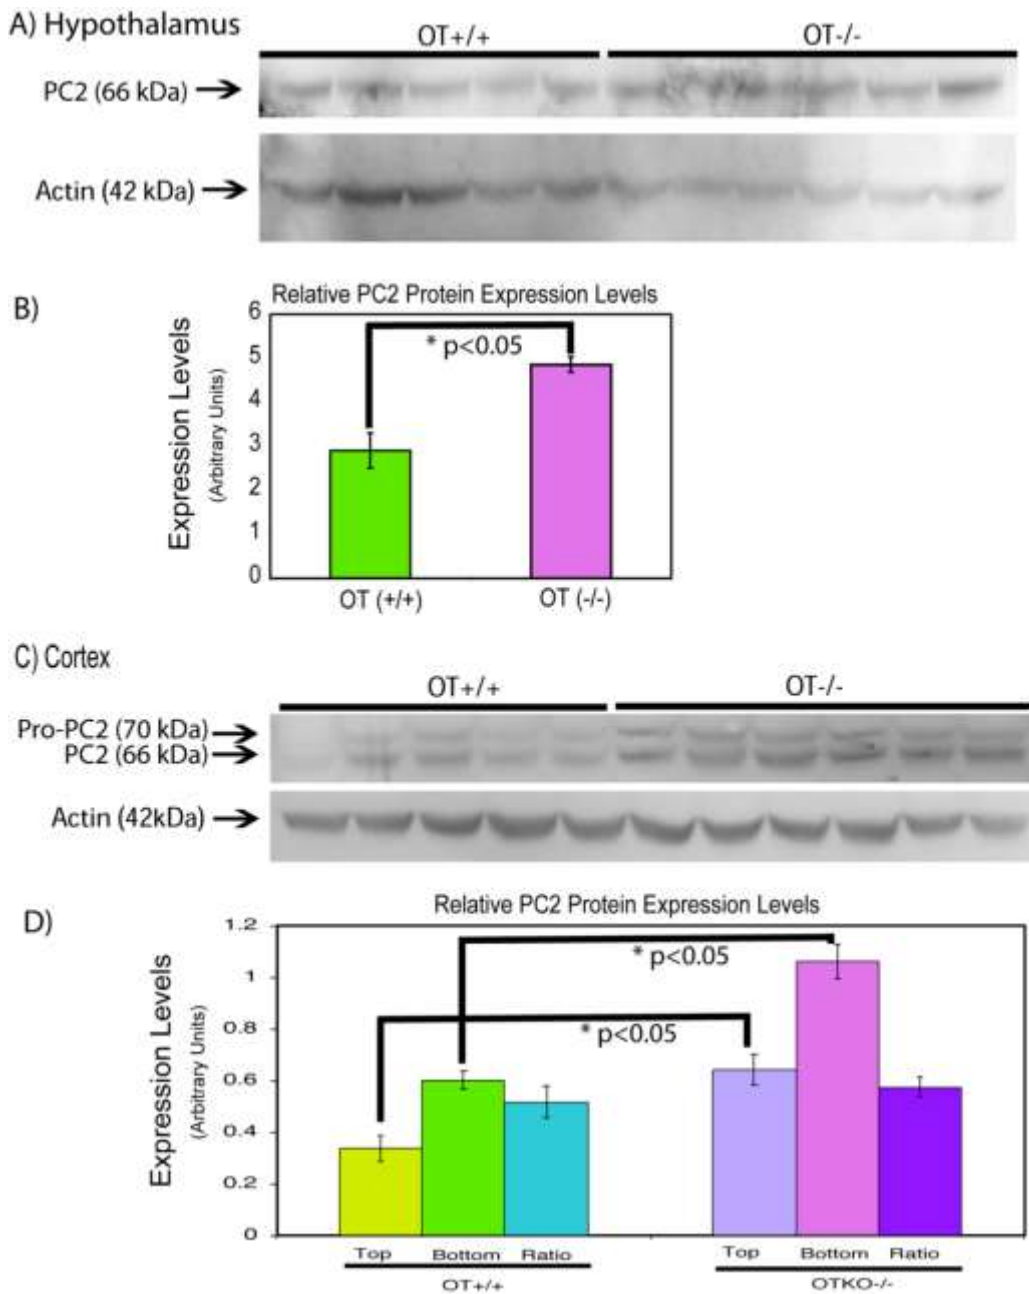 A) Hypothalamus
OT+/+ OT-/-
PC2 (66 kDa)
Actin (42 kDa)
B)
Relative PC2 Protein Expression Levels
Expression Levels
(Arbitrary Units)
6
5
4
3
2
1
0
* p<0.05
OT (+/+) OT (-/-)
C) Cortex
OT+/+ OT-/-
Pro-PC2 (70 kDa)
PC2 (66 kDa)
Actin (42kDa)
D)
Relative PC2 Protein Expression Levels
Expression Levels
(Arbitrary Units)
1.2
1
0.8
0.6
0.4
0.2
0
* p<0.05
* p<0.05
Top Bottom Ratio Top Bottom Ratio
OT+/+ OTKO-/-